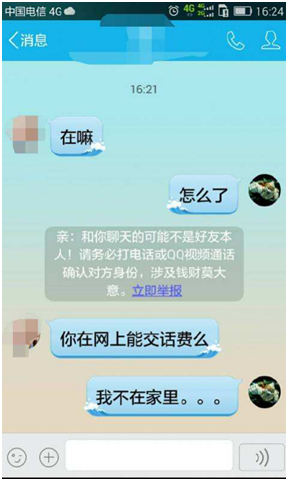 中国电信 4G 4G 4G 2G 16:24
消息
16:21
在嘛
怎么了
亲：和你聊天的可能不是好友本
人！请务必打电话或QQ视频通话
确认对方身份，涉及钱财莫大
意。立即举报
你在网上能交话费么
我不在家里。。。